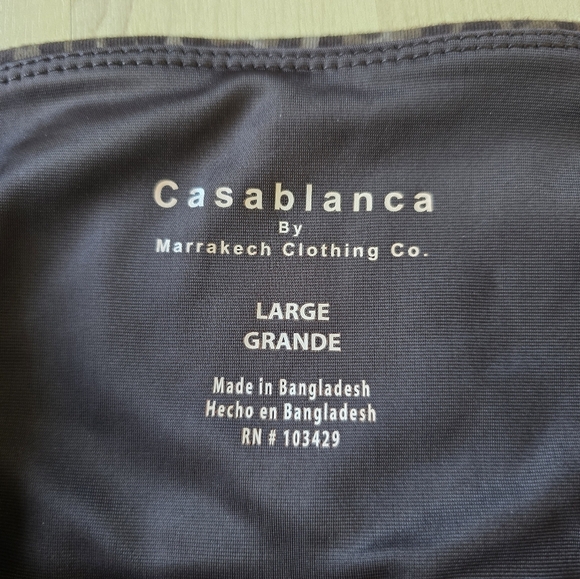 Casablanca
By
Marrakech Clothing Co.
LARGE
GRANDE
Made in Bangladesh
Hecho en Bangladesh
RN # 103429